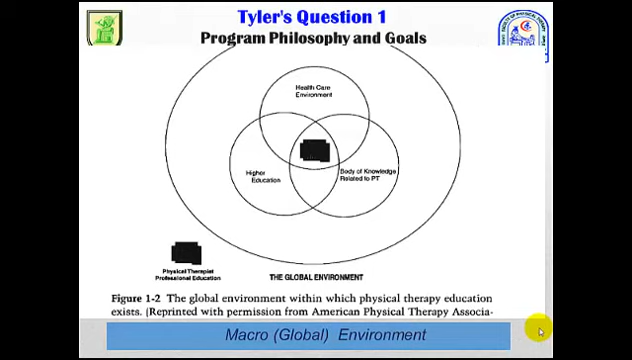 Tyler's Question 1
Program Philosophy and Goals
Health Care
Environment
Higher
Education
Body of Knowledge
Related to PT
Physical Therapist
Professional Education
THE GLOBAL ENVIRONMENT
Figure 1-2 The global environment within which physical therapy education
exists. (Reprinted with permission from American Physical Therapy Associa-
Macro (Global) Environment